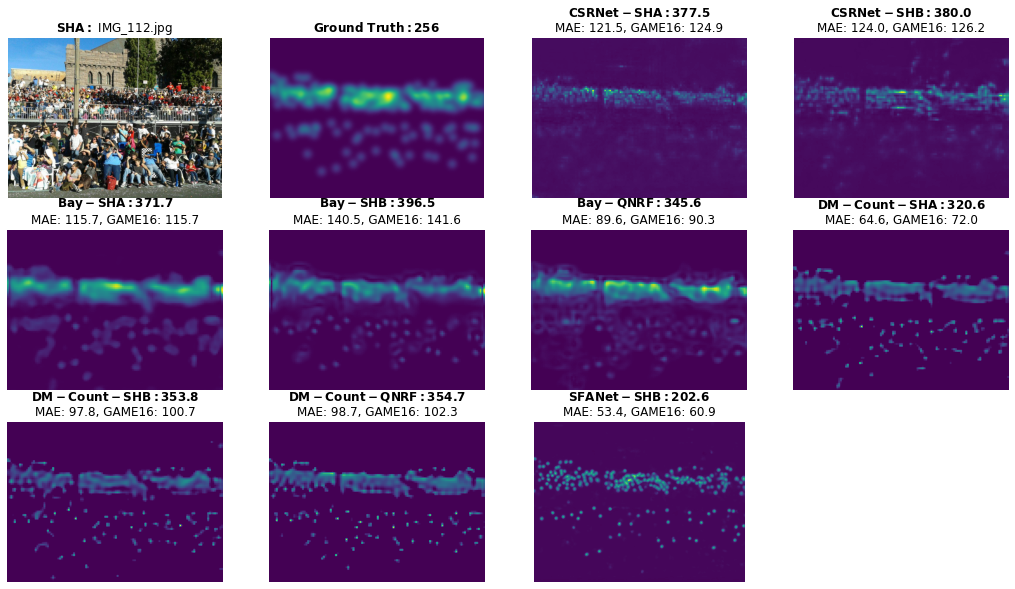 SHA: IMG_112.jpg
Ground Truth:256
CSRNet−SHA:377.5
MAE: 121.5, GAME16: 124.9
CSRNet−SHB:380.0
MAE: 124.0, GAME16: 126.2
Bay−SHA:371.7
MAE: 115.7, GAME16: 115.7
Bay−SHB:396.5
MAE: 140.5, GAME16: 141.6
Bay−QNRF:345.6
MAE: 89.6, GAME16: 90.3
DM−Count−SHA:320.6
MAE: 64.6, GAME16: 72.0
DM−Count−SHB:353.8
MAE: 97.8, GAME16: 100.7
DM−Count−QNRF:354.7
MAE: 98.7, GAME16: 102.3
SFANet−SHB:202.6
MAE: 53.4, GAME16: 60.9